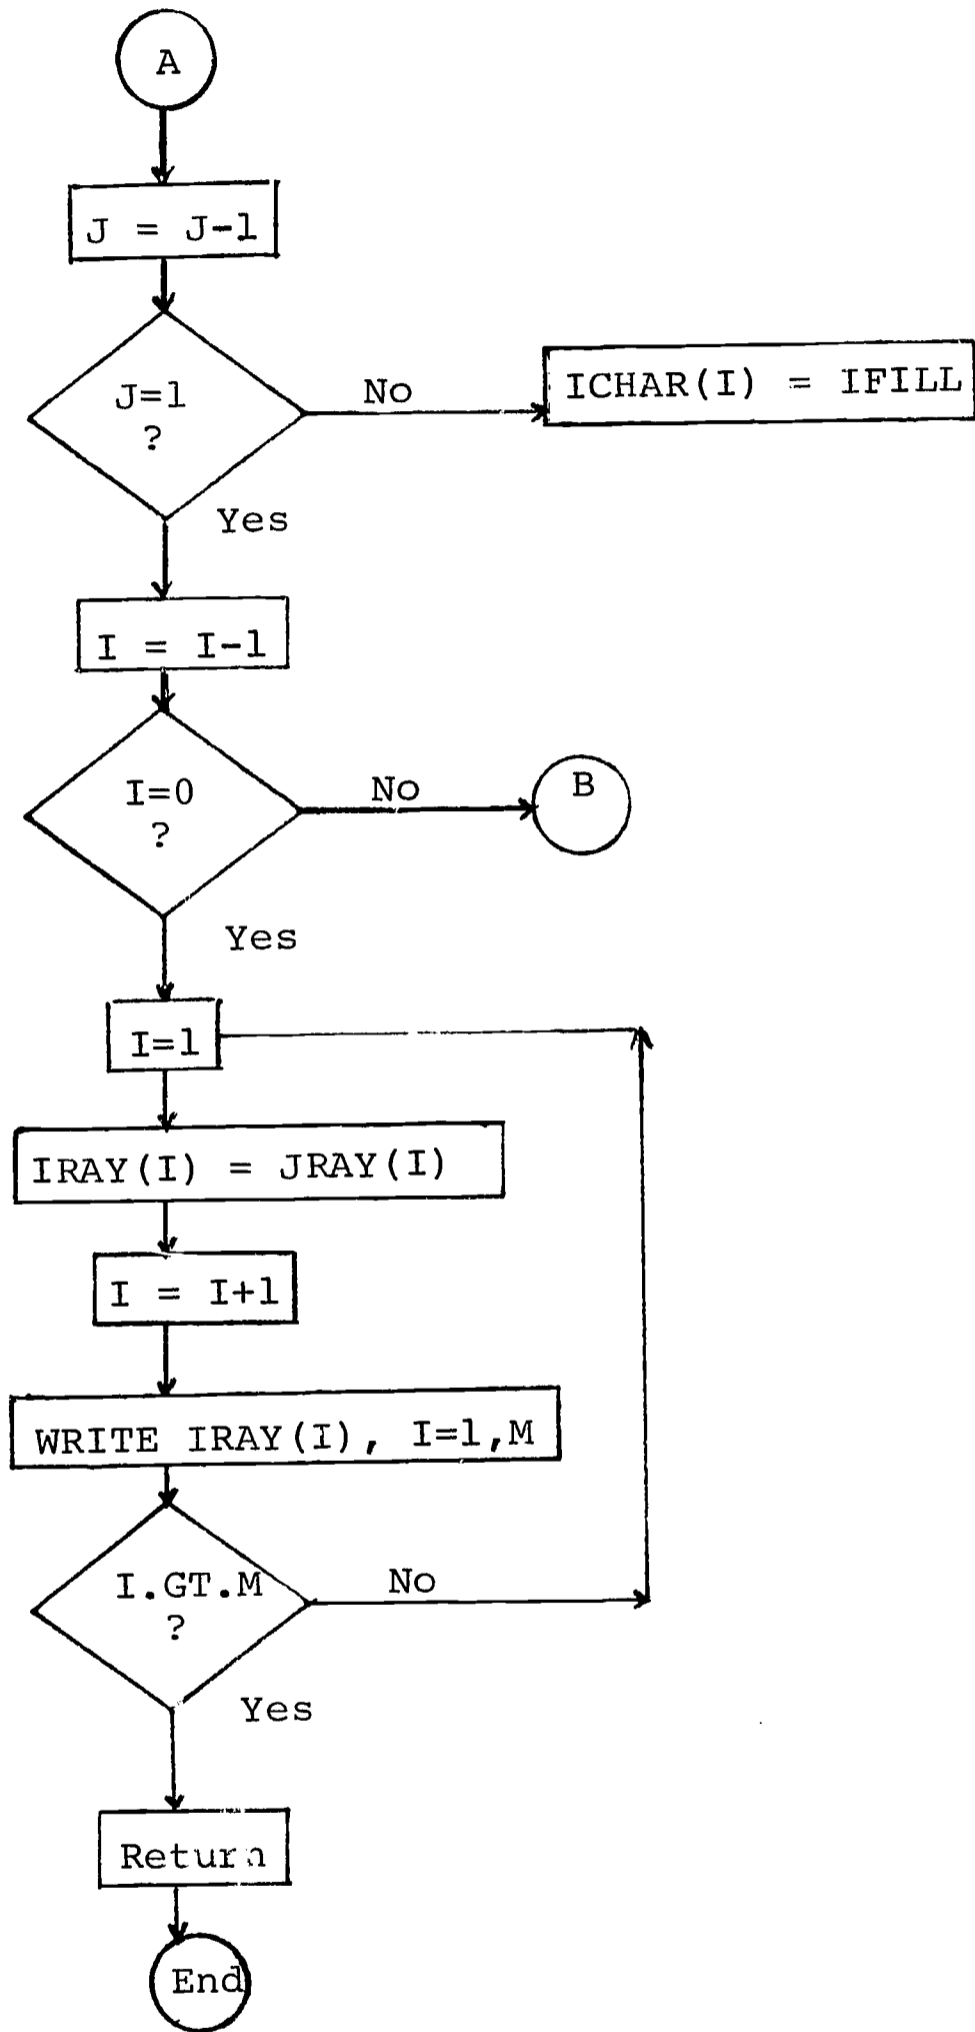 A
J = J-1
J=1
?
No
ICHAR(I) = IFILL
Yes
I = I-1
I=0
?
No
B
Yes
I=1
IRAY(I) = JRAY(I)
I = I+1
WRITE IRAY(I), I=1,M
I.GT.M
?
No
Yes
Return
End